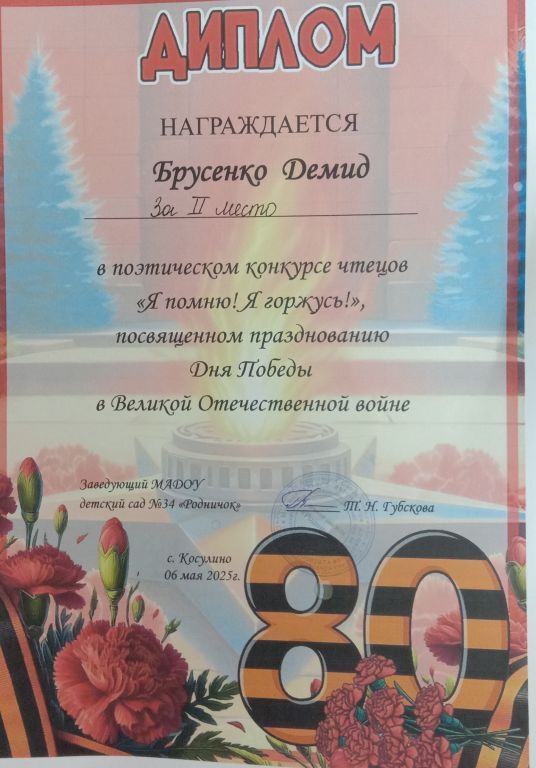 ДИПЛОМ
НАГРАЖДАЕТСЯ
Брусенко Демид
За II место
в поэтическом конкурсе чтецов
«Я помню! Я горжусь!»,
посвященном празднованию
Дня Победы
в Великой Отечественной войне
Заведующий МАДОУ
детский сад №34 «Родничок» Т. Н. Губскова
с. Косулино
06 мая 2025г.
80